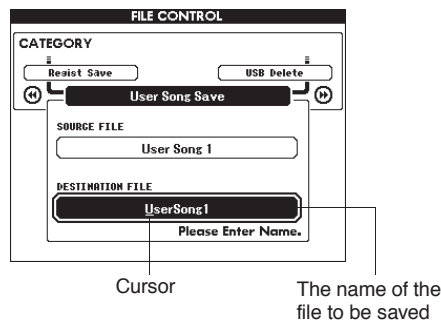 FILE CONTROL
CATEGORY
Regist Save
USB Delete
User Song Save
SOURCE FILE
User Song 1
DESTINATION FILE
UserSong1
Please Enter Name.
Cursor
The name of the
file to be saved